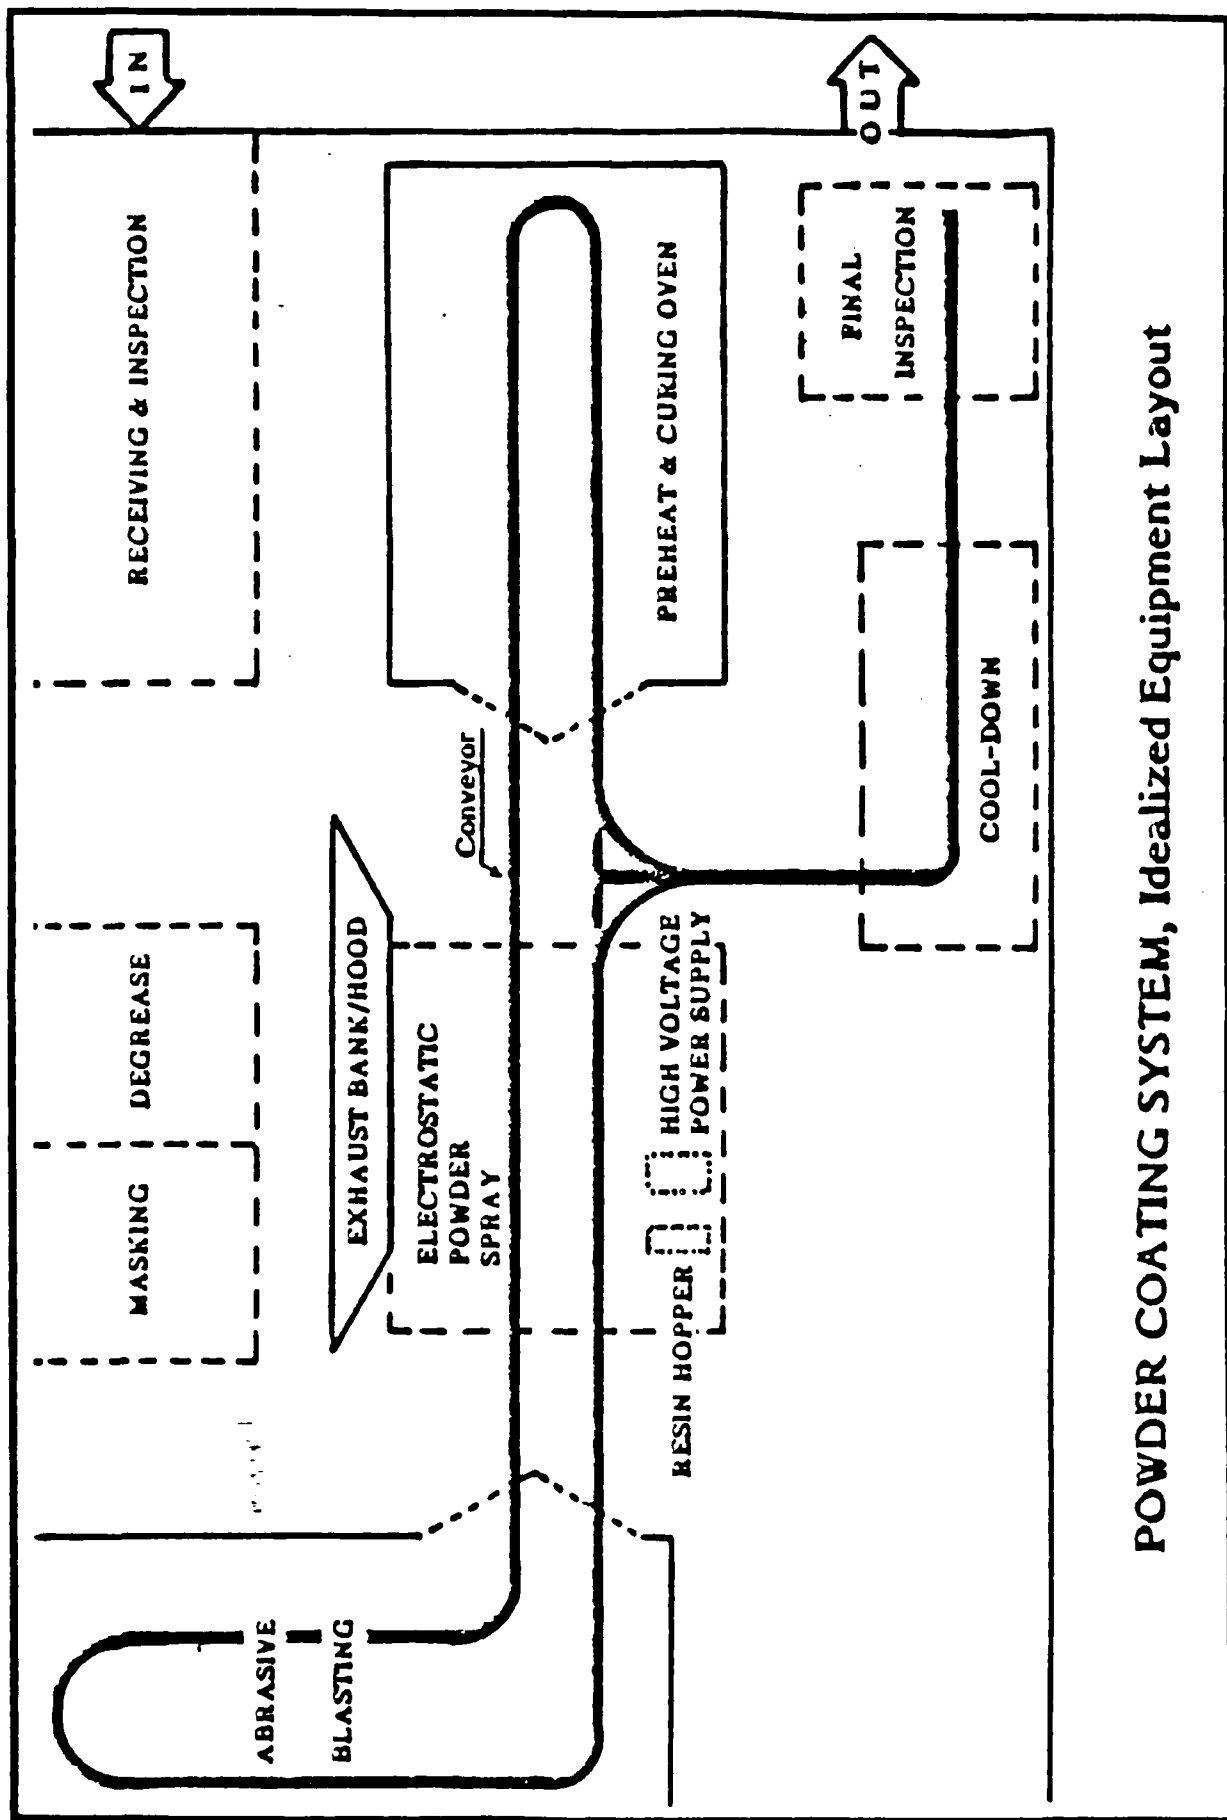 IN
OUT
RECEIVING & INSPECTION
DEGREASE
MASKING
EXHAUST BANK/HOOD
ELECTROSTATIC
POWDER
SPRAY
Conveyor
PREHEAT & CURING OVEN
FINAL
INSPECTION
HIGH VOLTAGE
POWER SUPPLY
RESIN HOPPER
COOL-DOWN
ABRASIVE
BLASTING
POWDER COATING SYSTEM, Idealized Equipment Layout